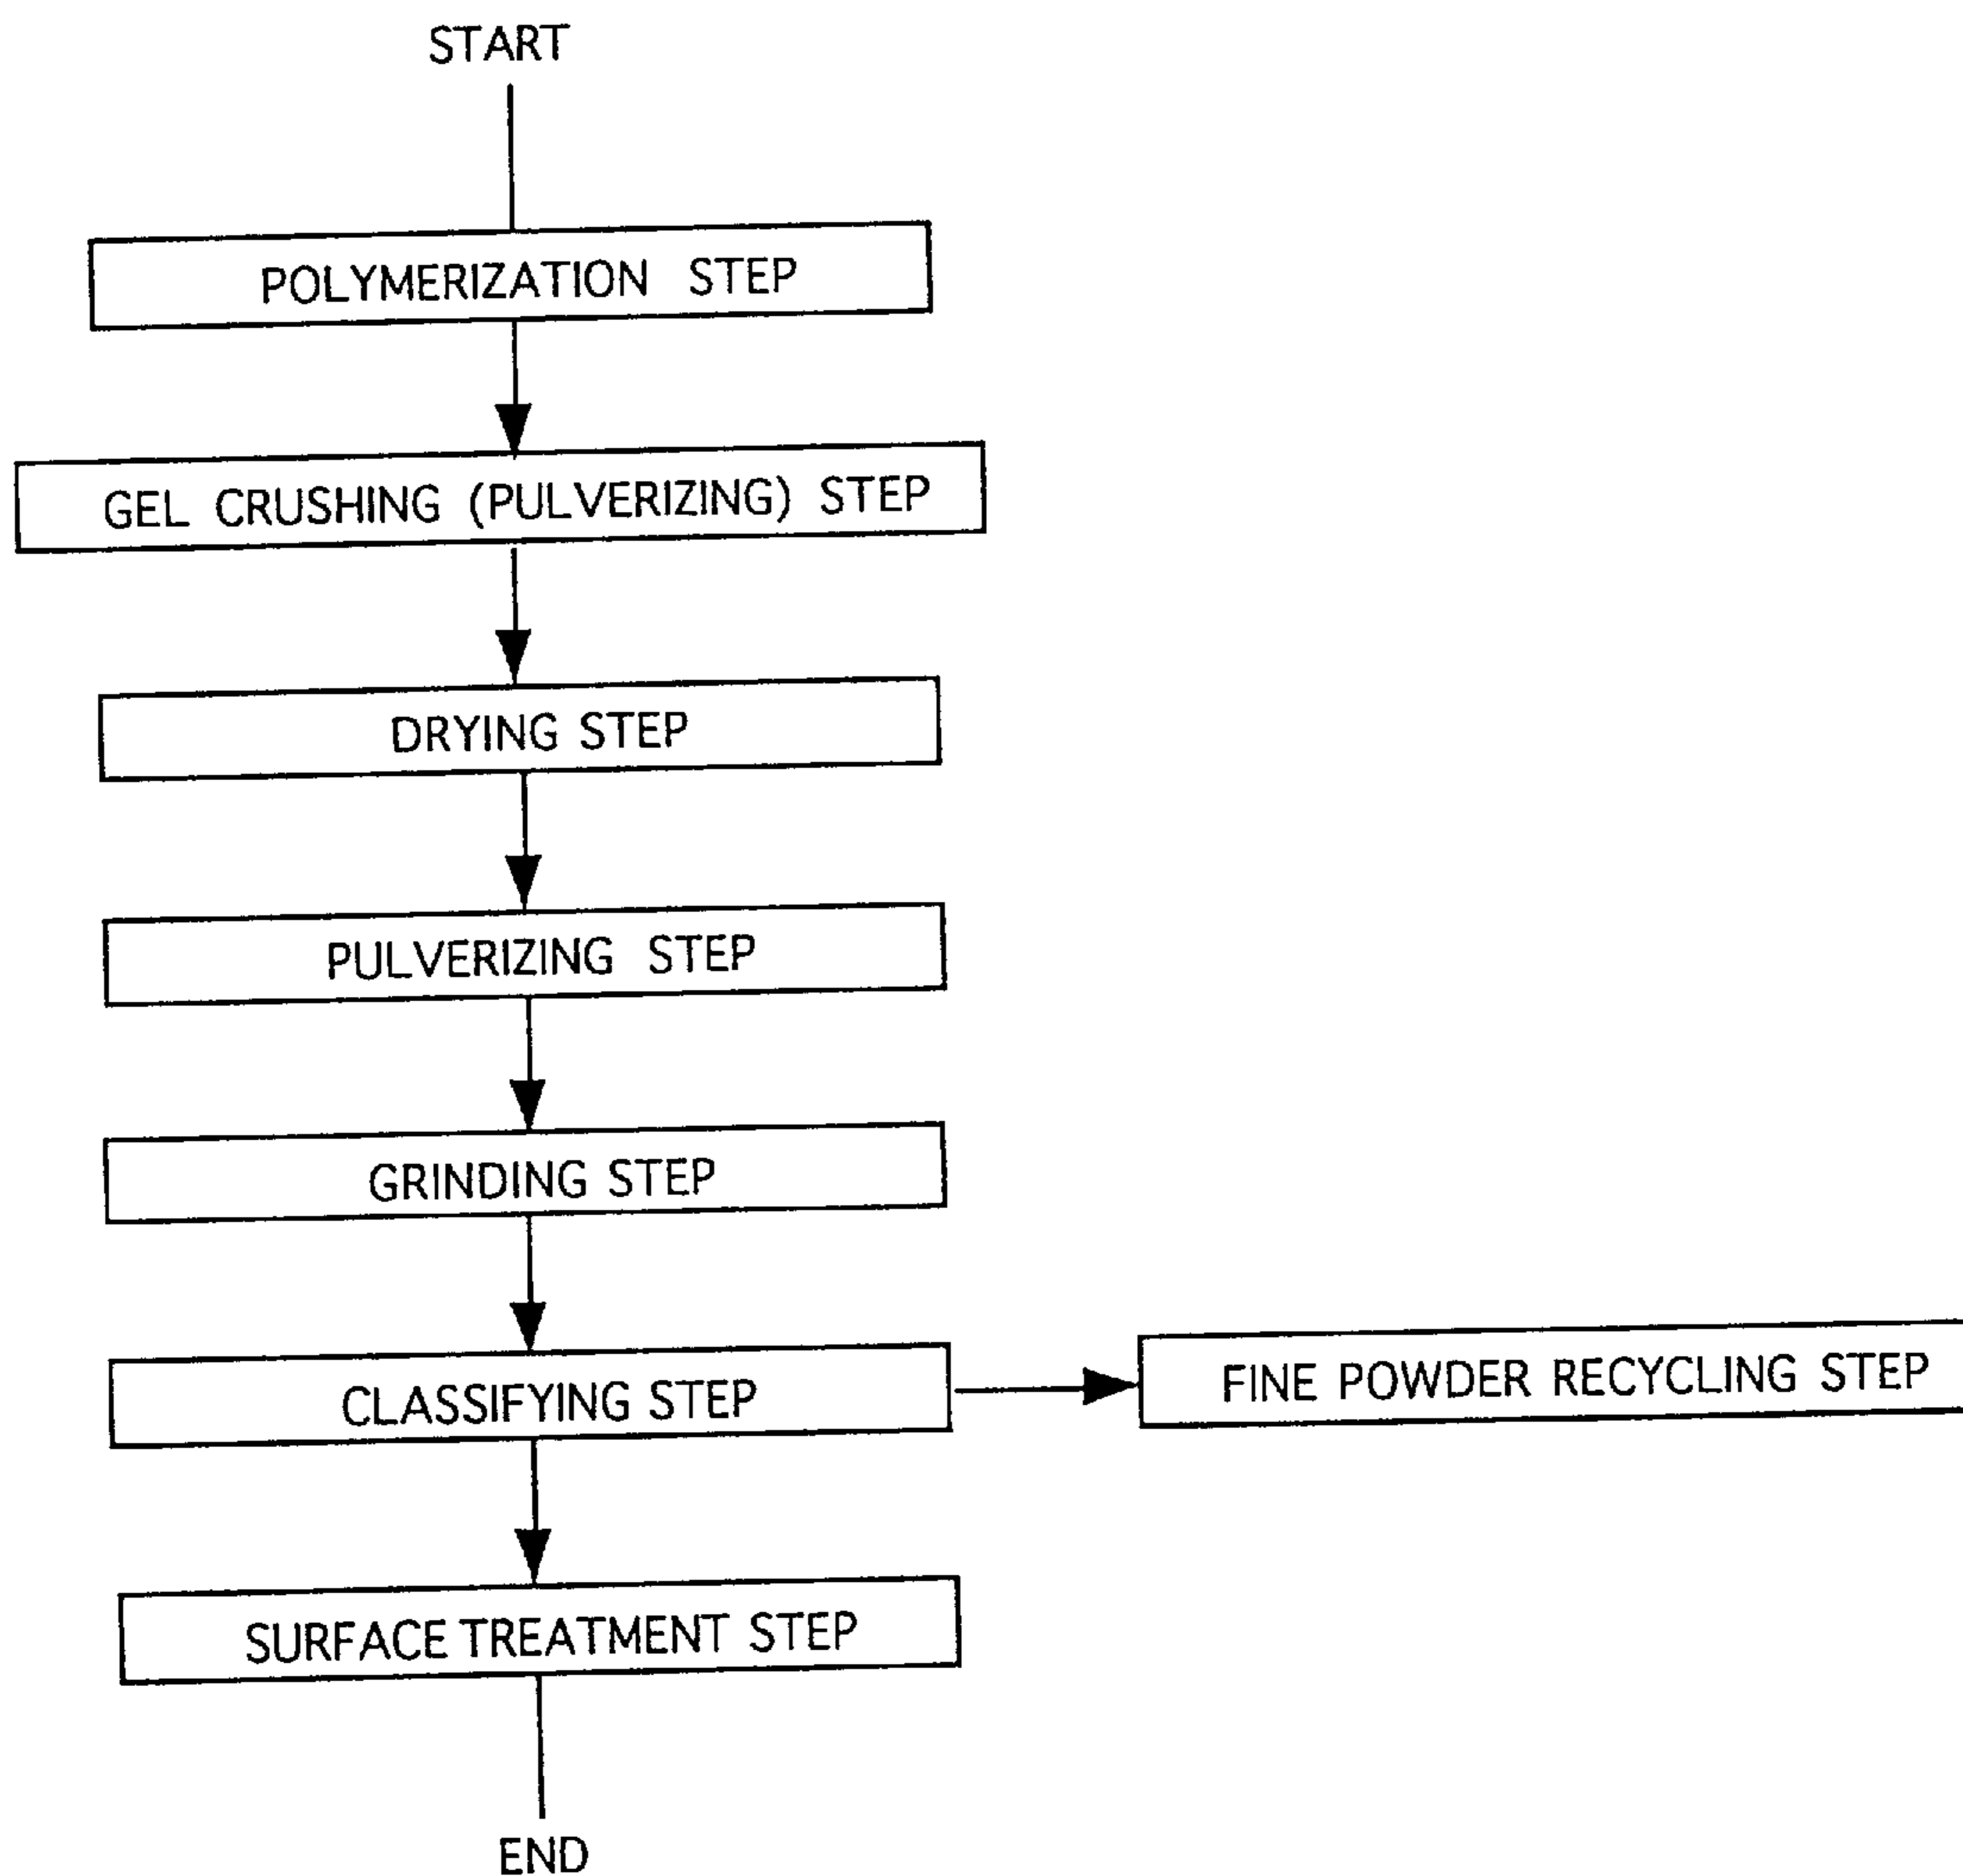 START
POLYMERIZATION STEP
GEL CRUSHING (PULVERIZING) STEP
DRYING STEP
PULVERIZING STEP
GRINDING STEP
CLASSIFYING STEP
FINE POWDER RECYCLING STEP
SURFACE TREATMENT STEP
END